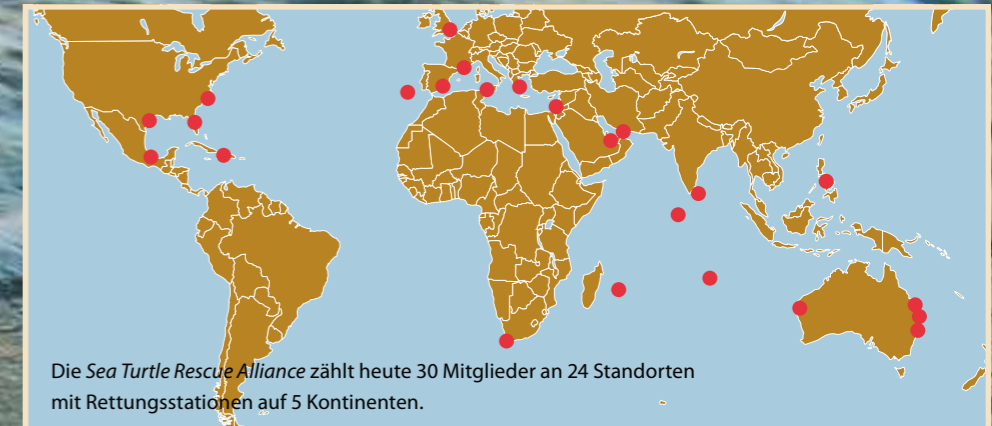 Die Sea Turtle Rescue Alliance zählt heute 30 Mitglieder an 24 Standorten
mit Rettungsstationen auf 5 Kontinenten.